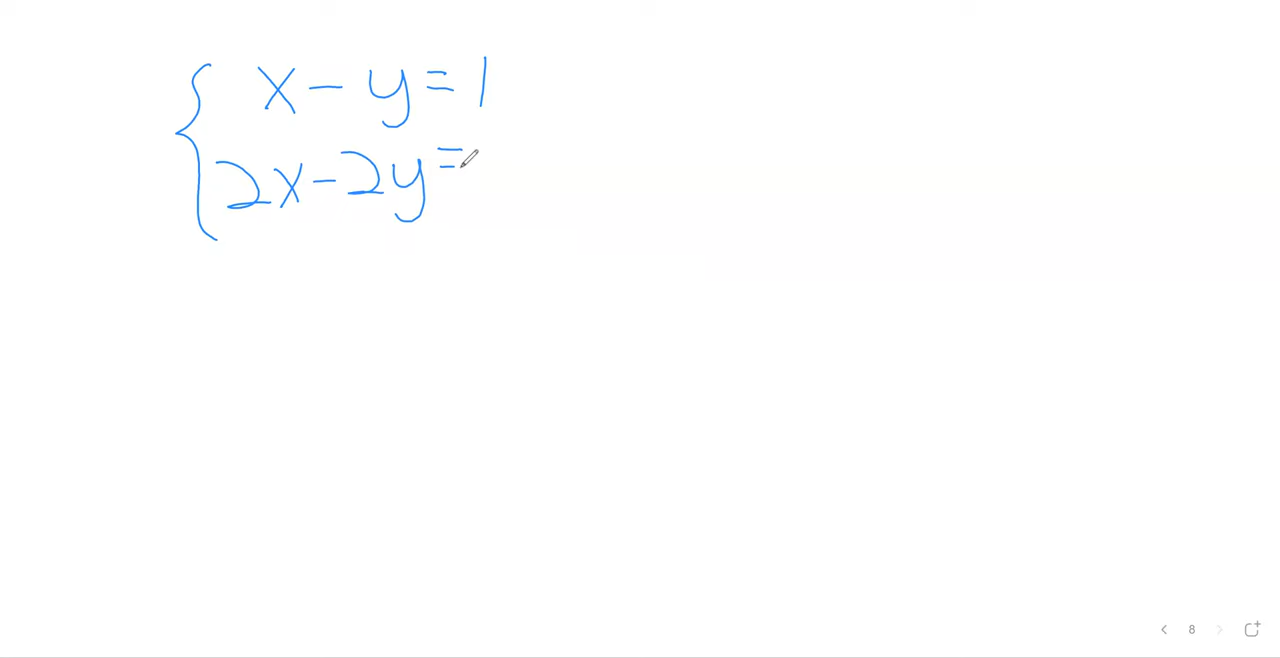 x - y = 1
2x - 2y =
8